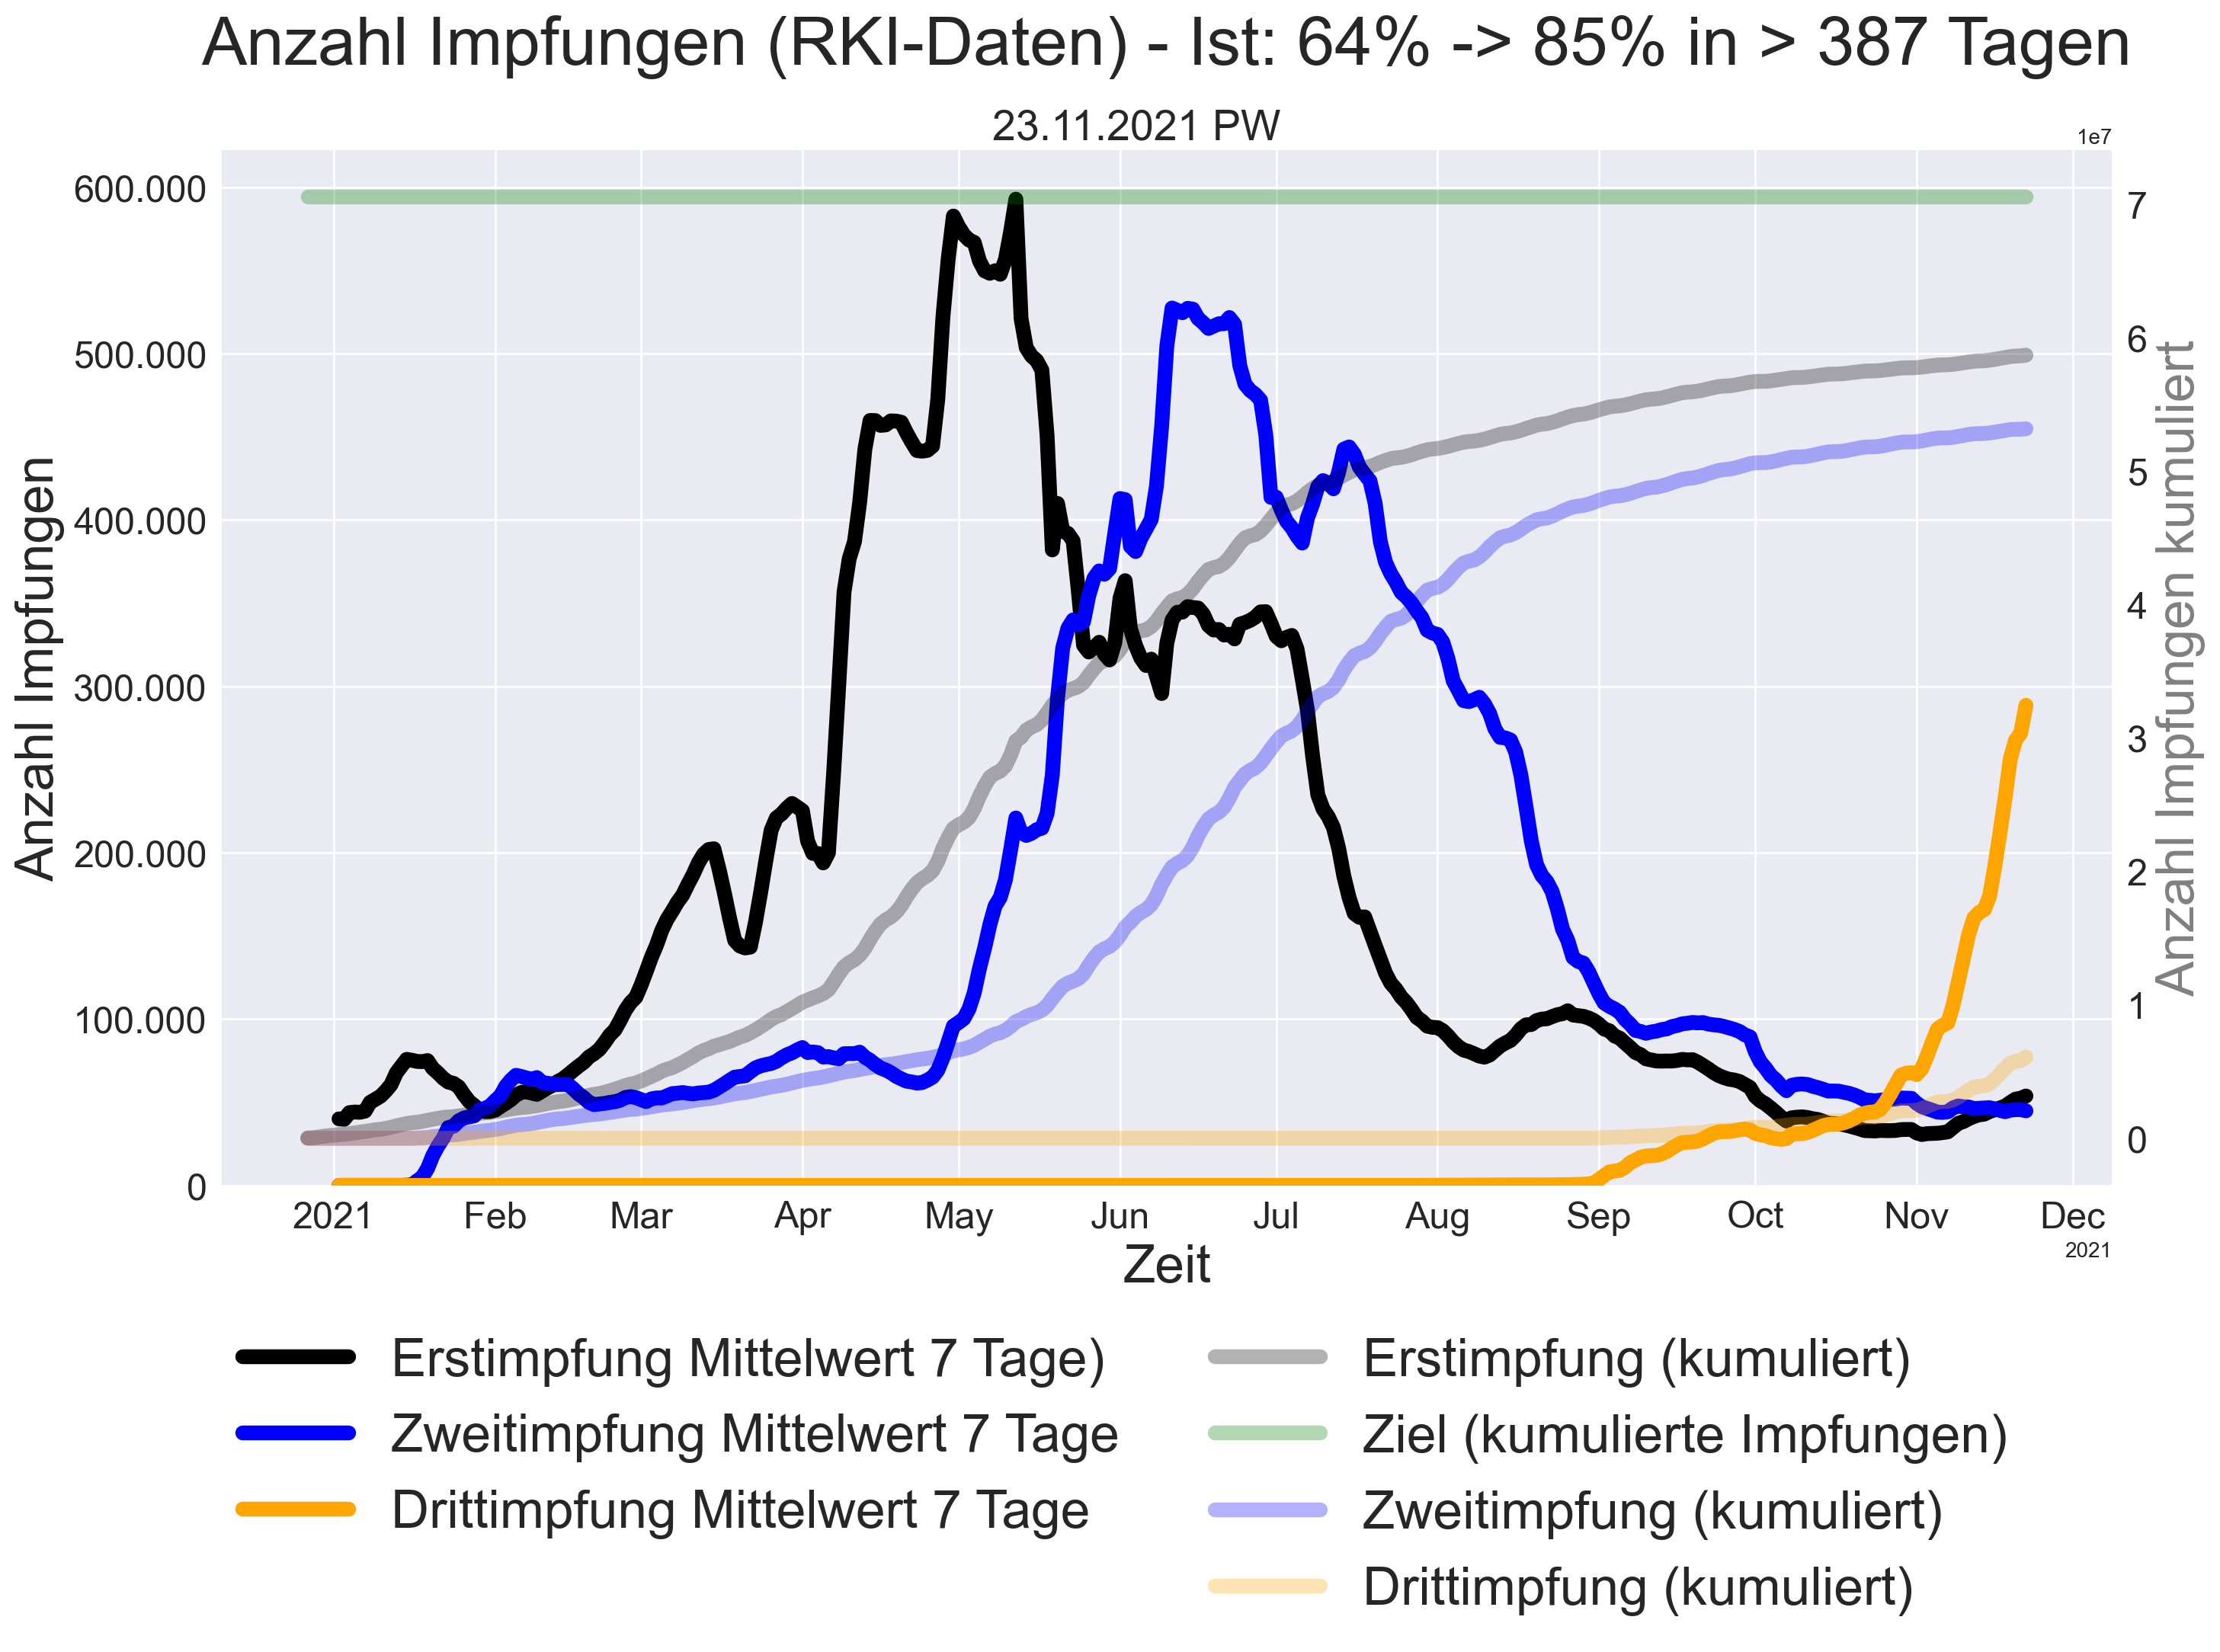 Anzahl Impfungen (RKI-Daten) - Ist: 64% -> 85% in > 387 Tagen
23.11.2021 PW
1e7
600.000
500.000
400.000
300.000
200.000
100.000
0
Anzahl Impfungen
7
6
5
4
3
2
1
0
Anzahl Impfungen kumuliert
2021 Feb Mar Apr May Jun Jul Aug Sep Oct Nov Dec
2021
Zeit
Erstimpfung Mittelwert 7 Tage)
Zweitimpfung Mittelwert 7 Tage
Drittimpfung Mittelwert 7 Tage
Erstimpfung (kumuliert)
Ziel (kumulierte Impfungen)
Zweitimpfung (kumuliert)
Drittimpfung (kumuliert)